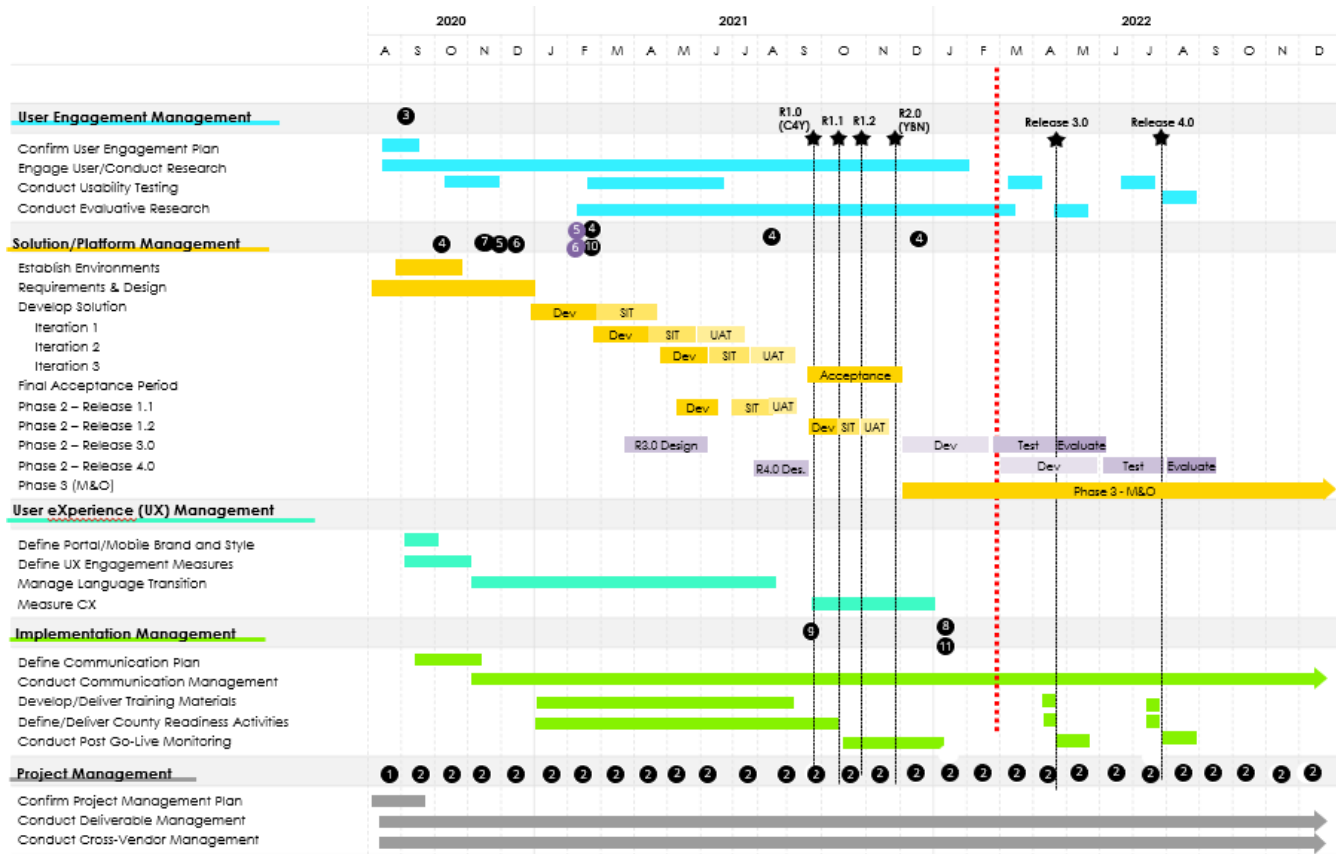 2020 2021 2022
A S O N D J F M A M J J A S O N D J F M A M J J A S O N D
User Engagement Management 3 R1.0 (C4Y) R1.1 R1.2 R2.0 (YBN) Release 3.0 Release 4.0
Confirm User Engagement Plan
Engage User/Conduct Research
Conduct Usability Testing
Conduct Evaluative Research
Solution/Platform Management 4 7 5 6 5 4 6 10 4 4
Establish Environments
Requirements & Design
Develop Solution Dev SIT
Iteration 1 Dev SIT UAT
Iteration 2 Dev SIT UAT
Iteration 3 Acceptance
Final Acceptance Period
Phase 2 – Release 1.1 Dev SIT UAT
Phase 2 – Release 1.2 Dev SIT UAT
Phase 2 – Release 3.0 R3.0 Design Dev Test Evaluate
Phase 2 – Release 4.0 R4.0 Des. Dev Test Evaluate
Phase 3 (M&O) Phase 3 - M&O
User eXperience (UX) Management
Define Portal/Mobile Brand and Style
Define UX Engagement Measures
Manage Language Transition
Measure CX
Implementation Management 9 8 11
Define Communication Plan
Conduct Communication Management
Develop/Deliver Training Materials
Define/Deliver County Readiness Activities
Conduct Post Go-Live Monitoring
Project Management 1 2 2 2 2 2 2 2 2 2 2 2 2 2 2 2 2 2 2 2 2 2 2 2 2 2 2 2 2
Confirm Project Management Plan
Conduct Deliverable Management
Conduct Cross-Vendor Management